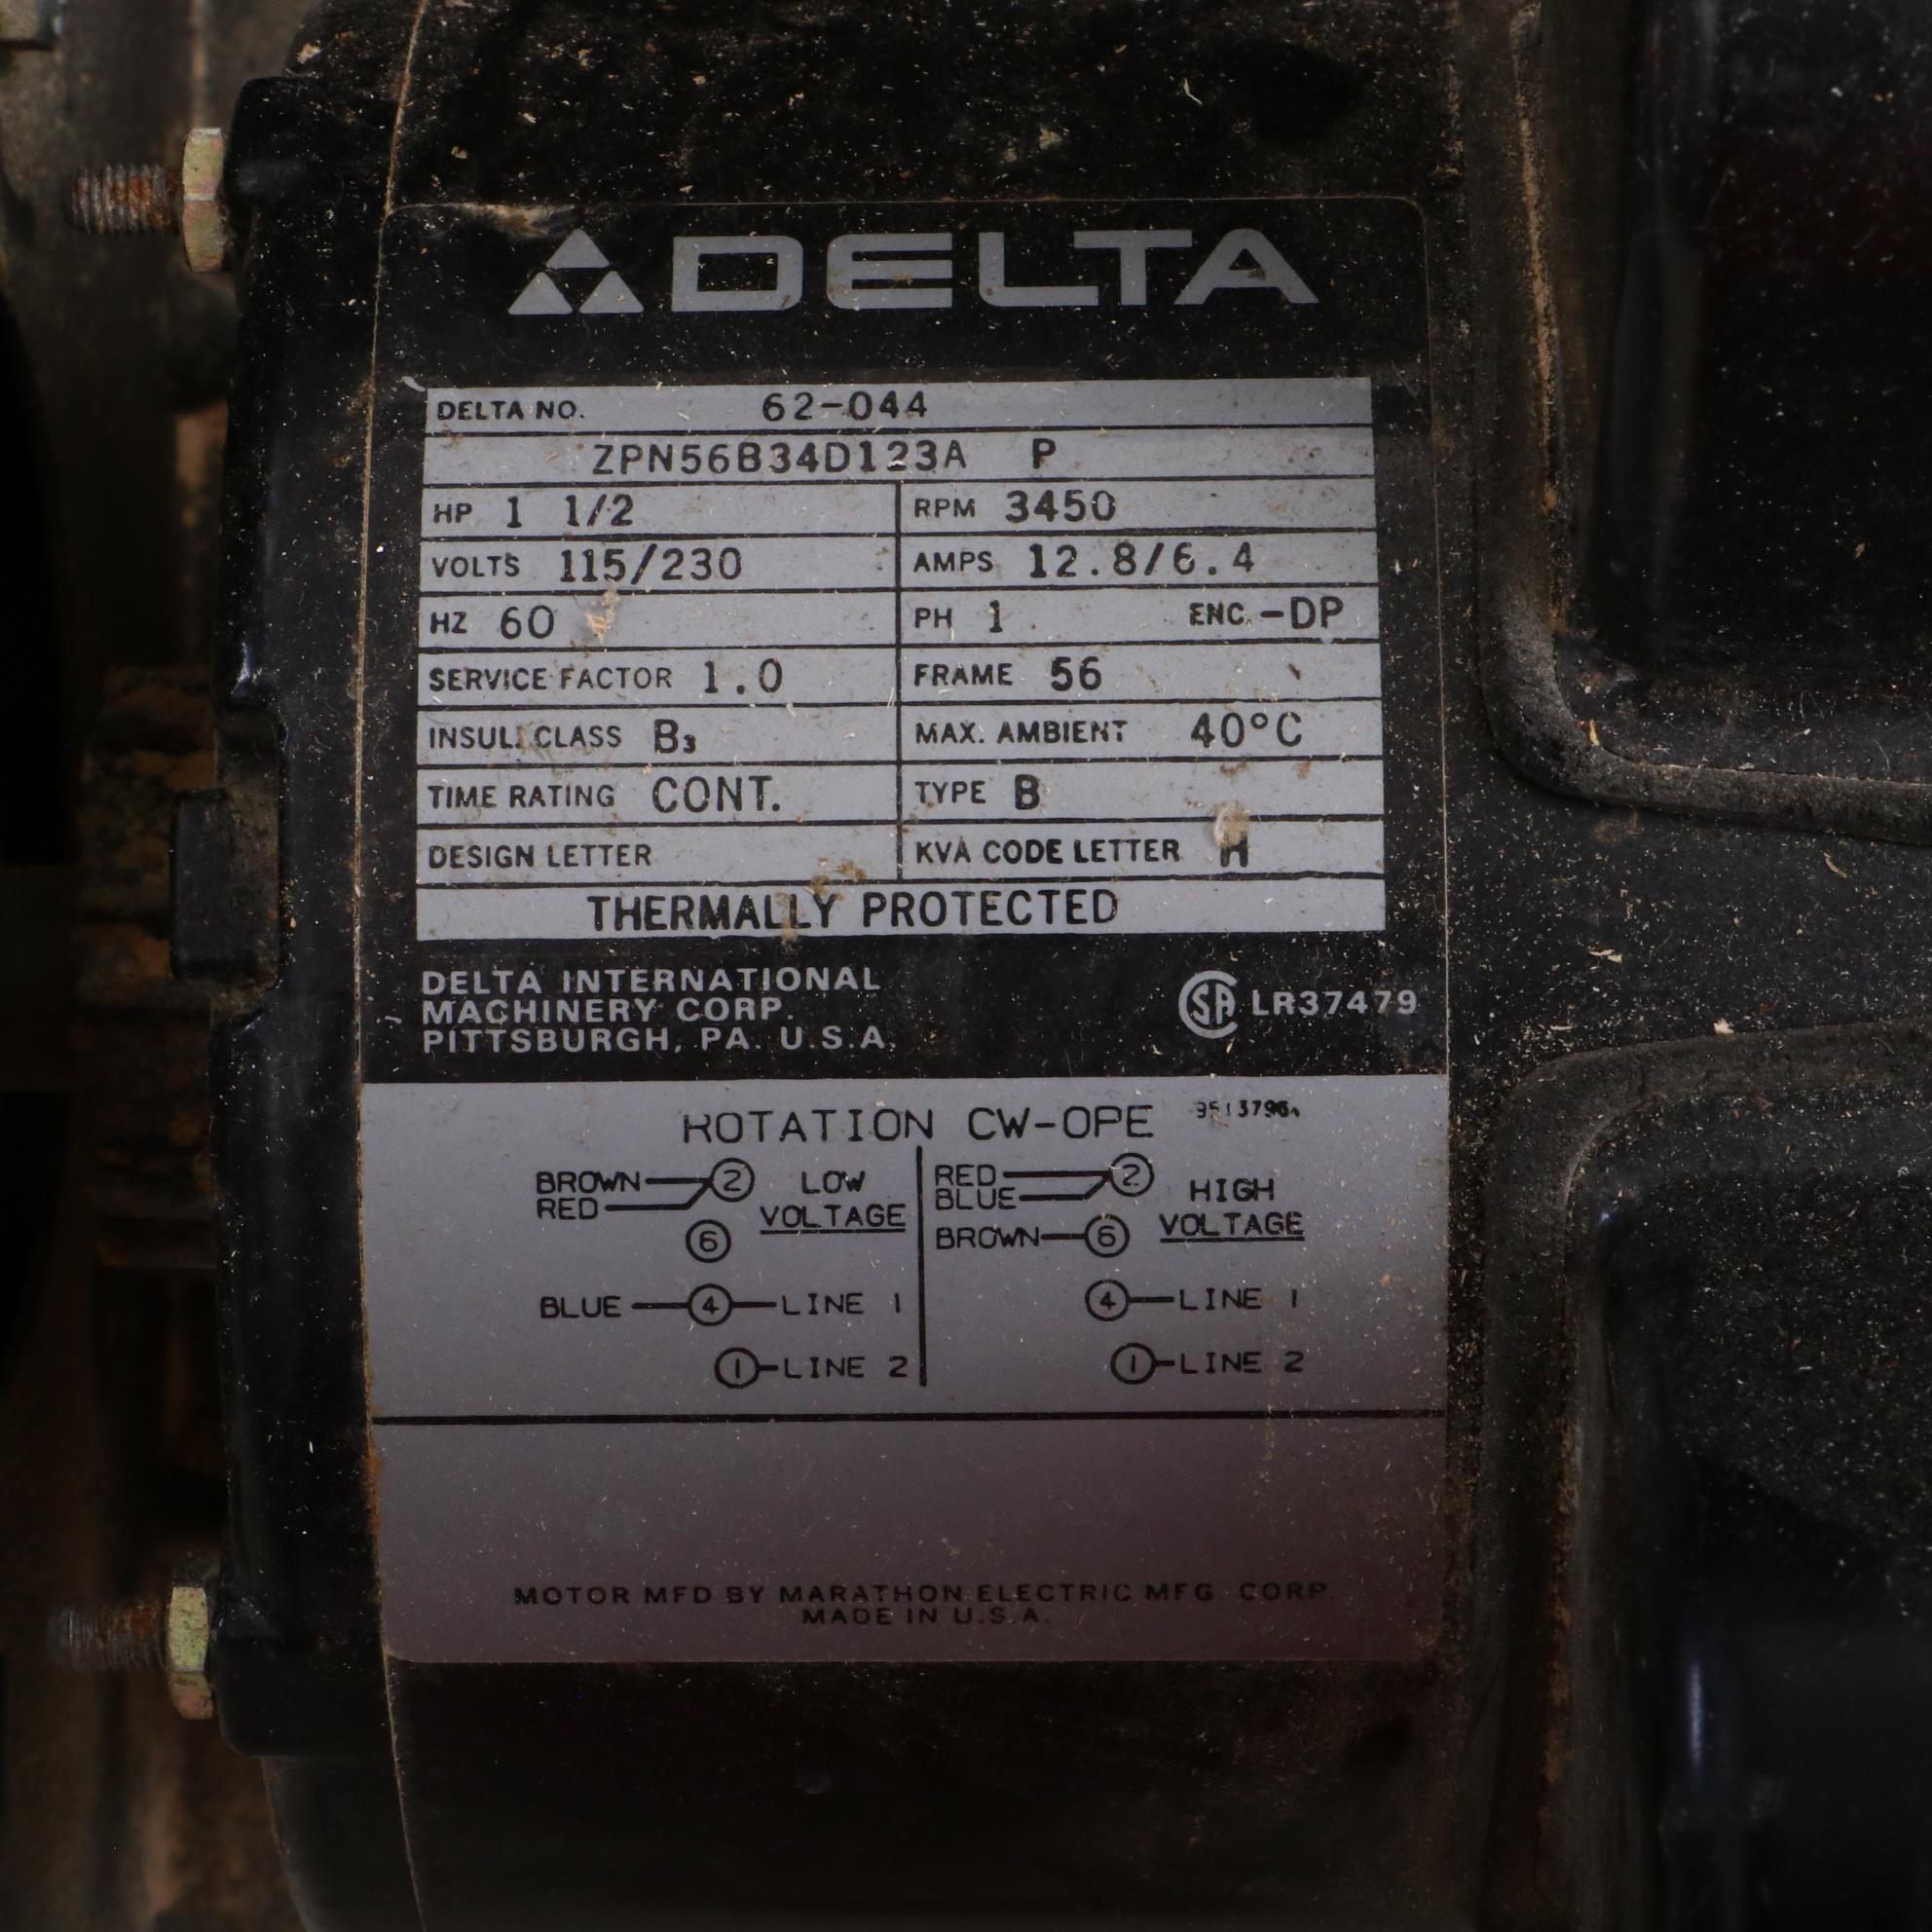 DELTA
DELTA NO. 62-044
ZPN56B34D123A P
HP 1 1/2 RPM 3450
VOLTS 115/230 AMPS 12.8/6.4
HZ 60 PH 1 ENC.-DP
SERVICE FACTOR 1.0 FRAME 56
INSUL. CLASS B₃ MAX. AMBIENT 40°C
TIME RATING CONT. TYPE B
DESIGN LETTER KVA CODE LETTER H
THERMALLY PROTECTED
DELTA INTERNATIONAL
MACHINERY CORP.
PITTSBURGH, PA. U.S.A.
SA LR37479
ROTATION CW-OPE
BROWN 2 LOW
RED VOLTAGE
6
BLUE 4 LINE 1
1 LINE 2
RED 2 HIGH
BLUE VOLTAGE
BROWN 6
4 LINE 1
1 LINE 2
MOTOR MFD BY MARATHON ELECTRIC MFG. CORP.
MADE IN U.S.A.